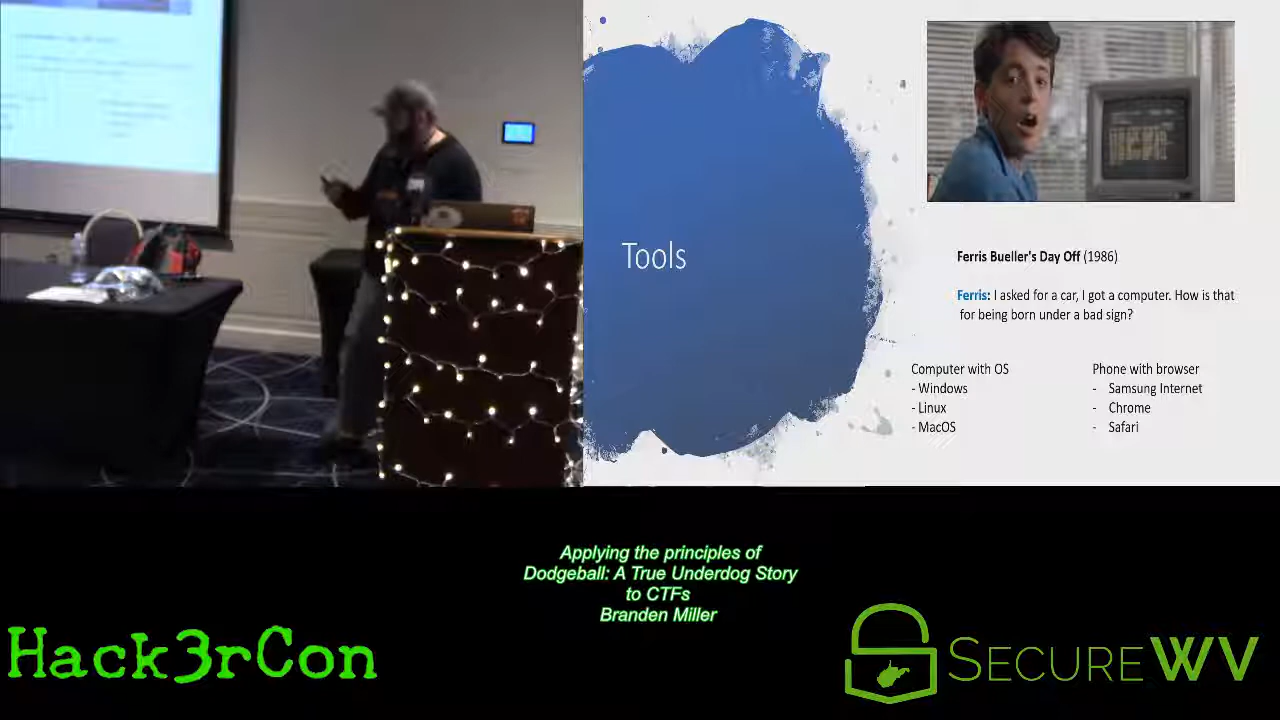 Tools
Ferris Bueller's Day Off (1986)
Ferris: I asked for a car, I got a computer. How is that
for being born under a bad sign?
Computer with OS
- Windows
- Linux
- MacOS
Phone with browser
- Samsung Internet
- Chrome
- Safari
Applying the principles of
Dodgeball: A True Underdog Story
to CTFs
Branden Miller
Hack3rCon
SECUREWV